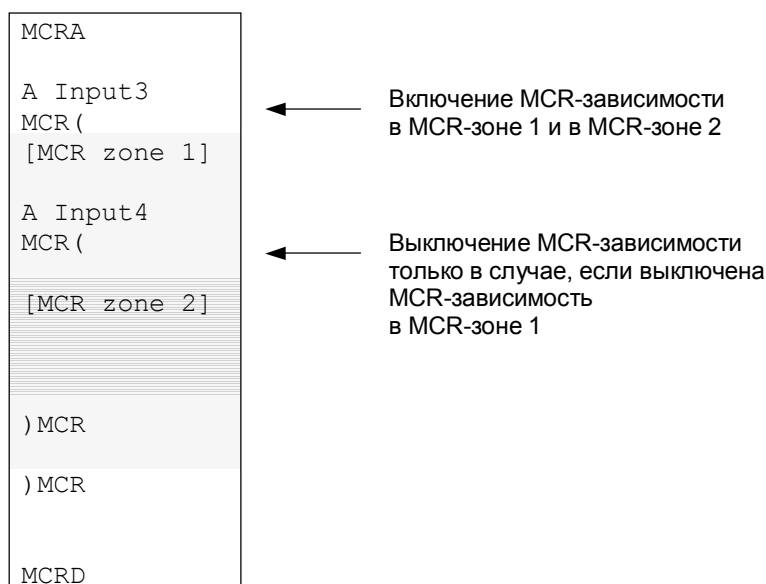 MCRA
A Input3
MCR(
[MCR zone 1]
Включение MCR-зависимости
в MCR-зоне 1 и в MCR-зоне 2
A Input4
MCR(
[MCR zone 2]
Выключение MCR-зависимости
только в случае, если выключена
MCR-зависимость
в MCR-зоне 1
)MCR
)MCR
MCRD